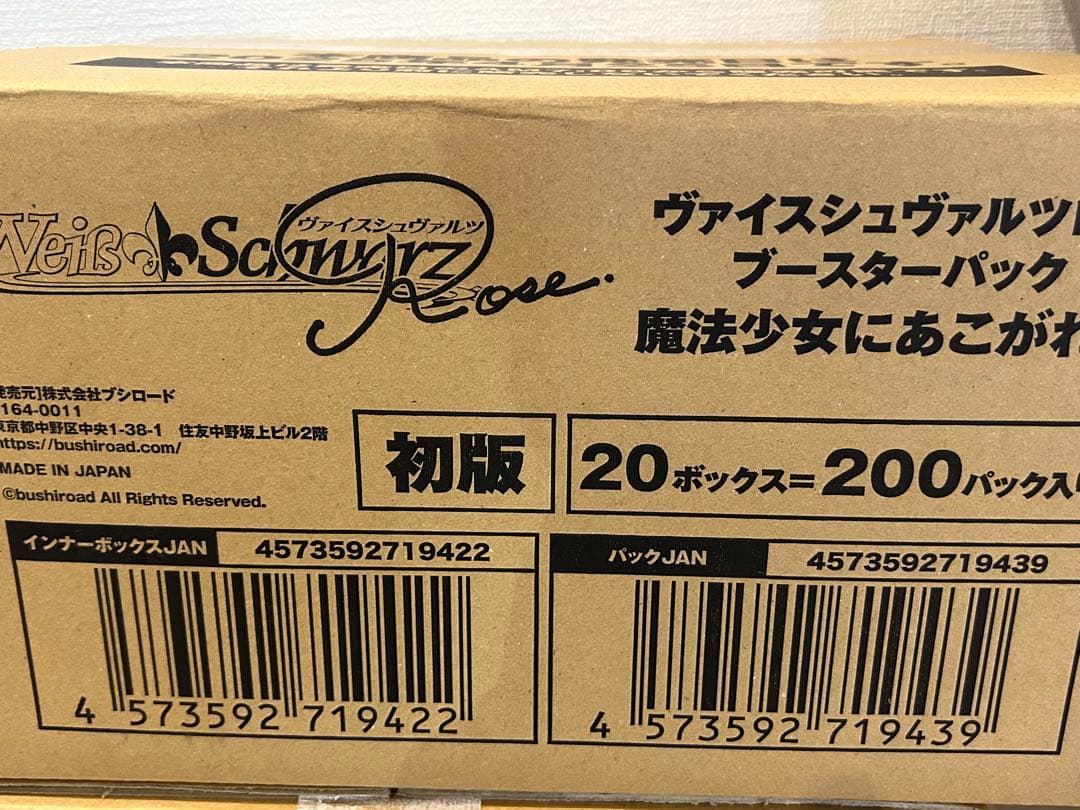 Weiß Schwarz
ヴァイスシュヴァルツ
Rose.
ヴァイスシュヴァルツ
ブースターパック
魔法少女にあこがれ
発売元]株式会社ブシロード
164-0011
東京都中野区中央1-38-1 住友中野坂上ビル2階
https://bushiroad.com/
MADE IN JAPAN
©bushiroad All Rights Reserved.
初版
20ボックス=200パック入り
インナーボックスJAN 4573592719422
パックJAN 4573592719439
4 573592 719422
4 573592 719439